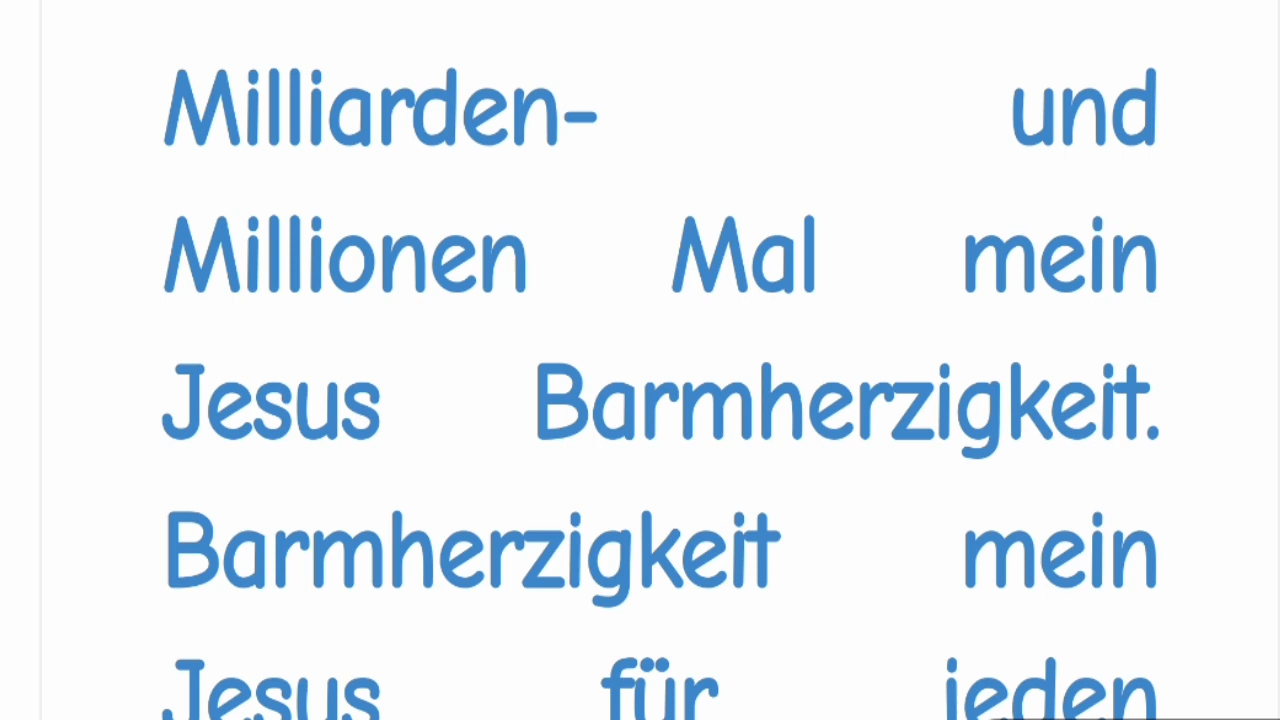 Milliarden- und
Millionen Mal mein
Jesus Barmherzigkeit.
Barmherzigkeit mein
Jesus für jeden